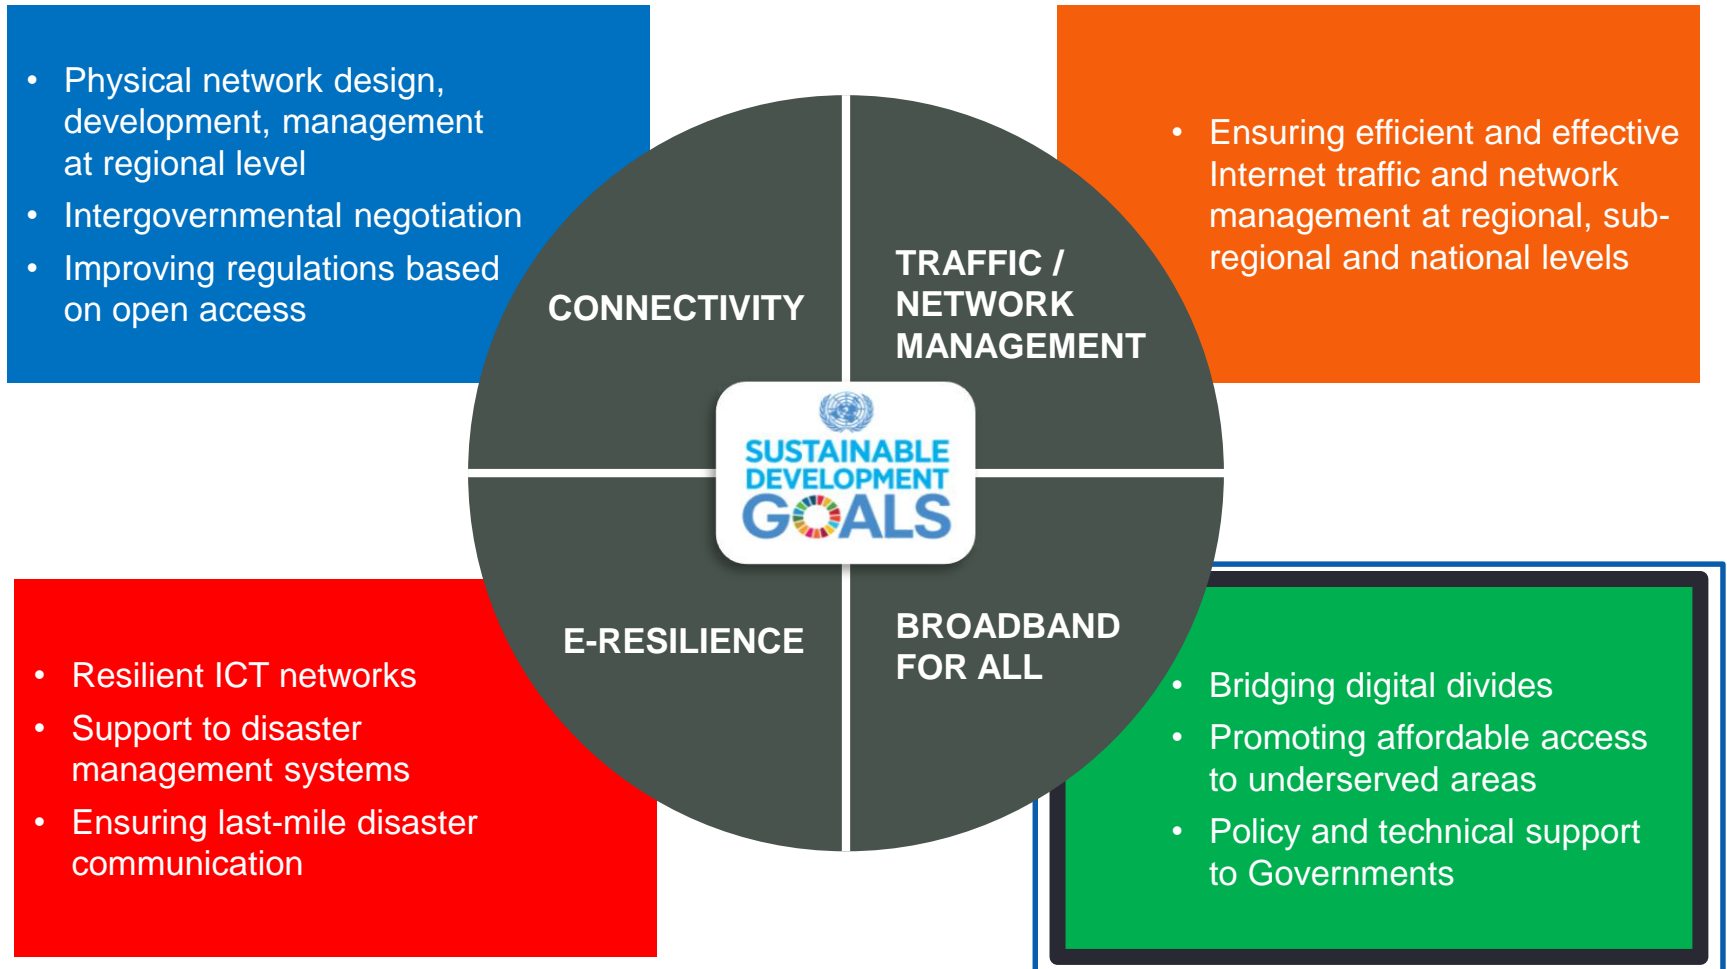 • Physical network design,
development, management
at regional level
• Intergovernmental negotiation
• Improving regulations based
on open access
• Ensuring efficient and effective
Internet traffic and network
management at regional, sub-
regional and national levels
CONNECTIVITY
TRAFFIC /
NETWORK
MANAGEMENT
SUSTAINABLE
DEVELOPMENT
GOALS
E-RESILIENCE
BROADBAND
FOR ALL
• Resilient ICT networks
• Support to disaster
management systems
• Ensuring last-mile disaster
communication
• Bridging digital divides
• Promoting affordable access
to underserved areas
• Policy and technical support
to Governments